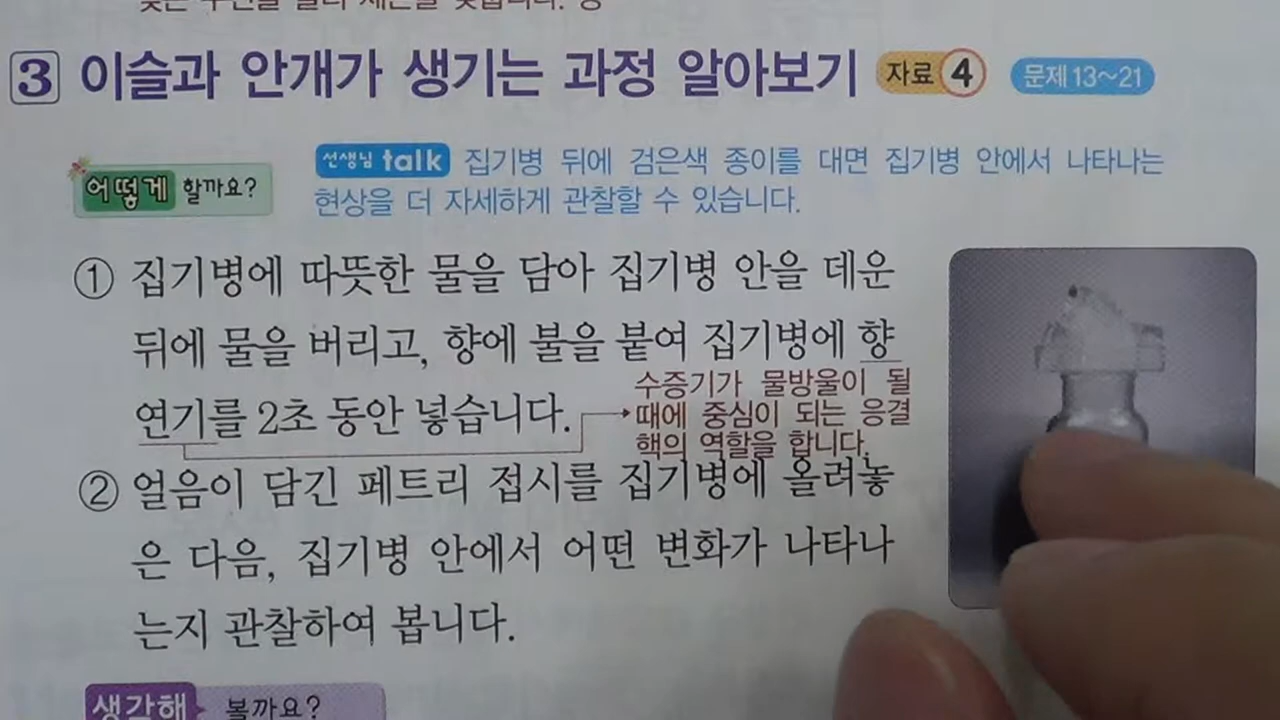 3 이슬과 안개가 생기는 과정 알아보기 자료 4 문제 13~21
어떻게 할까요?
선생님 talk 집기병 뒤에 검은색 종이를 대면 집기병 안에서 나타나는
현상을 더 자세하게 관찰할 수 있습니다.
① 집기병에 따뜻한 물을 담아 집기병 안을 데운
뒤에 물을 버리고, 향에 불을 붙여 집기병에 향
연기를 2초 동안 넣습니다.
수증기가 물방울이 될
때에 중심이 되는 응결
핵의 역할을 합니다.
② 얼음이 담긴 페트리 접시를 집기병에 올려놓
은 다음, 집기병 안에서 어떤 변화가 나타나
는지 관찰하여 봅니다.
생각해 볼까요?